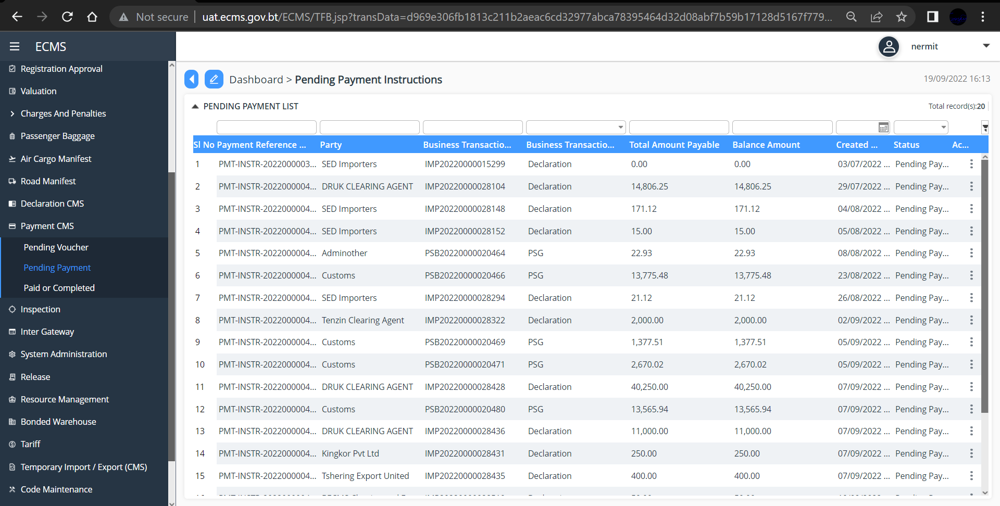 Not secure | uat.ecms.gov.bt/ECMS/TFB.jsp?transData=d969e306fb1813c211b2aeac6cd32977abca78395464d32d08abf7b59b17128d5167f779...
ECMS
nermit
Registration Approval
Valuation
Charges And Penalties
Passenger Baggage
Air Cargo Manifest
Road Manifest
Declaration CMS
Payment CMS
Pending Voucher
Pending Payment
Paid or Completed
Inspection
Inter Gateway
System Administration
Release
Resource Management
Bonded Warehouse
Tariff
Temporary Import / Export (CMS)
Code Maintenance
Dashboard > Pending Payment Instructions 19/09/2022 16:13
PENDING PAYMENT LIST Total record(s):20
Sl No Payment Reference ... Party Business Transactio... Business Transactio... Total Amount Payable Balance Amount Created ... Status Ac...
1 PMT-INSTR-2022000003... SED Importers IMP20220000015299 Declaration 0.00 0.00 03/07/2022 ... Pending Pay...
2 PMT-INSTR-2022000004... DRUK CLEARING AGENT IMP20220000028104 Declaration 14,806.25 14,806.25 29/07/2022 ... Pending Pay...
3 PMT-INSTR-2022000004... SED Importers IMP20220000028148 Declaration 171.12 171.12 04/08/2022 ... Pending Pay...
4 PMT-INSTR-2022000004... SED Importers IMP20220000028152 Declaration 15.00 15.00 05/08/2022 ... Pending Pay...
5 PMT-INSTR-2022000004... Adminother PSB20220000020464 PSG 22.93 22.93 08/08/2022 ... Pending Pay...
6 PMT-INSTR-2022000004... Customs PSB20220000020466 PSG 13,775.48 13,775.48 23/08/2022 ... Pending Pay...
7 PMT-INSTR-2022000004... SED Importers IMP20220000028294 Declaration 21.12 21.12 26/08/2022 ... Pending Pay...
8 PMT-INSTR-2022000004... Tenzin Clearing Agent IMP20220000028322 Declaration 2,000.00 2,000.00 02/09/2022 ... Pending Pay...
9 PMT-INSTR-2022000004... Customs PSB20220000020469 PSG 1,377.51 1,377.51 05/09/2022 ... Pending Pay...
10 PMT-INSTR-2022000004... Customs PSB20220000020471 PSG 2,670.02 2,670.02 05/09/2022 ... Pending Pay...
11 PMT-INSTR-2022000004... DRUK CLEARING AGENT IMP20220000028428 Declaration 40,250.00 40,250.00 07/09/2022 ... Pending Pay...
12 PMT-INSTR-2022000004... Customs PSB20220000020480 PSG 13,565.94 13,565.94 07/09/2022 ... Pending Pay...
13 PMT-INSTR-2022000004... DRUK CLEARING AGENT IMP20220000028436 Declaration 11,000.00 11,000.00 07/09/2022 ... Pending Pay...
14 PMT-INSTR-2022000004... Kingkor Pvt Ltd IMP20220000028431 Declaration 250.00 250.00 07/09/2022 ... Pending Pay...
15 PMT-INSTR-2022000004... Tshering Export United IMP20220000028435 Declaration 400.00 400.00 07/09/2022 ... Pending Pay...